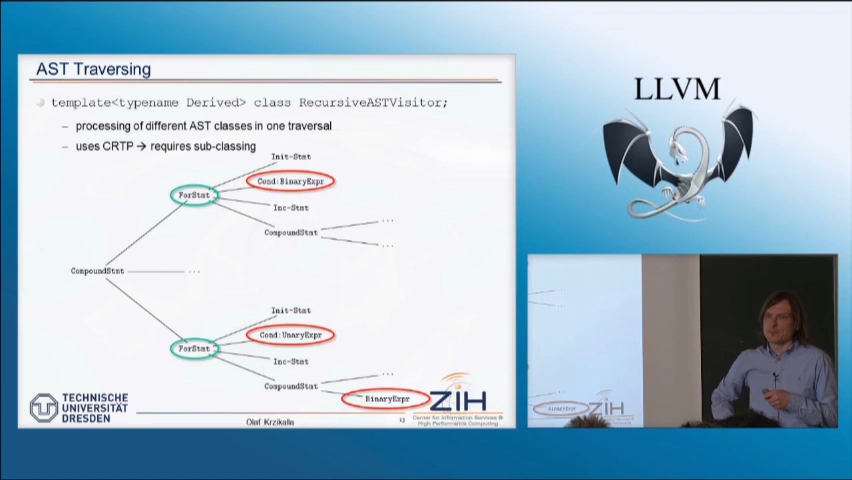 AST Traversing
template<typename Derived> class RecursiveASTVisitor;
– processing of different AST classes in one traversal
– uses CRTP → requires sub-classing
Init-Stmt
Cond:BinaryExpr
ForStmt
Inc-Stmt
CompoundStmt
...
...
CompoundStmt
...
Init-Stmt
Cond:UnaryExpr
ForStmt
Inc-Stmt
CompoundStmt
...
BinaryExpr
TECHNISCHE
UNIVERSITÄT
DRESDEN
Olaf Krzikalla
13
ZIH
Center for Information Services &
High Performance Computing
LLVM
BinaryExpr
ZIH